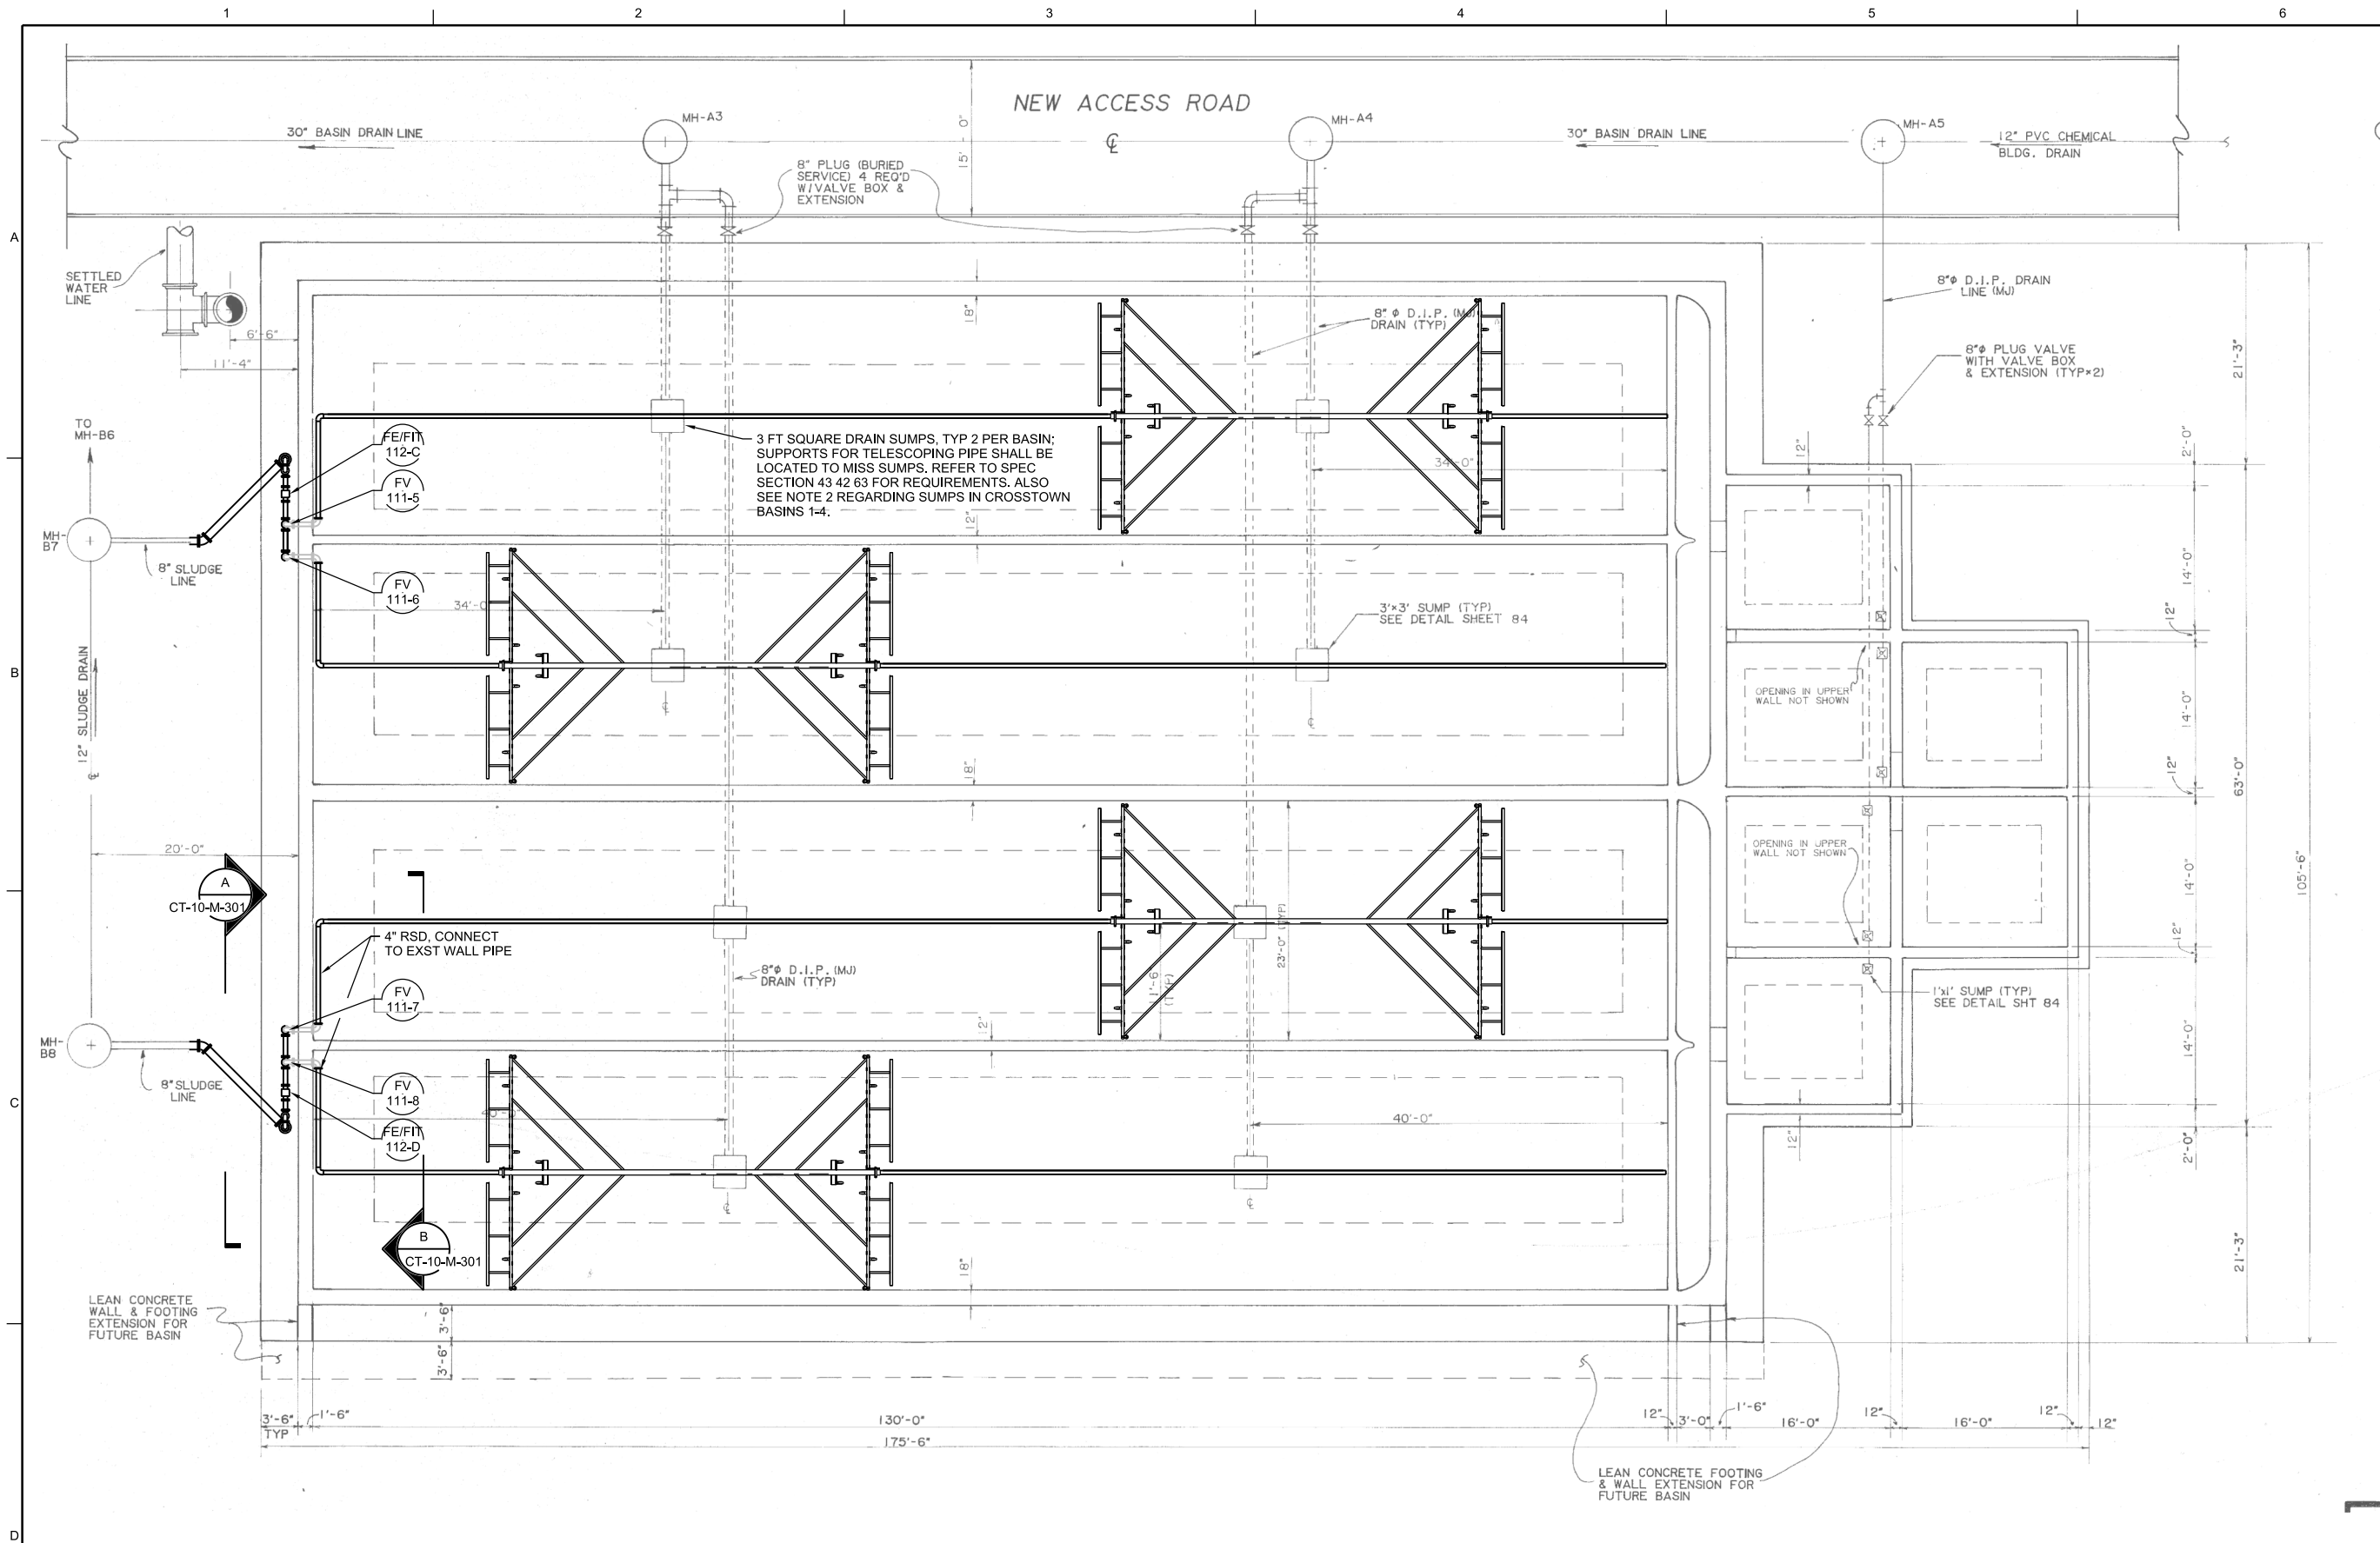 1
2
3
4
5
6
A
B
C
D
NEW ACCESS ROAD
30" BASIN DRAIN LINE
MH-A3
15'-0"
MH-A4
30" BASIN DRAIN LINE
MH-A5
12" PVC CHEMICAL
BLDG. DRAIN
8" PLUG (BURIED
SERVICE) 4 REQ'D
W/VALVE BOX &
EXTENSION
SETTLED
WATER
LINE
6'-6"
11'-4"
18"
8" φ D.I.P. (MJ)
DRAIN (TYP)
8"φ D.I.P. DRAIN
LINE (MJ)
8"φ PLUG VALVE
WITH VALVE BOX
& EXTENSION (TYP×2)
21'-3"
TO
MH-B6
FE/FIT
112-C
FV
111-5
3 FT SQUARE DRAIN SUMPS, TYP 2 PER BASIN;
SUPPORTS FOR TELESCOPING PIPE SHALL BE
LOCATED TO MISS SUMPS. REFER TO SPEC
SECTION 43 42 63 FOR REQUIREMENTS. ALSO
SEE NOTE 2 REGARDING SUMPS IN CROSSTOWN
BASINS 1-4.
34'-0"
12"
2'-0"
12"
MH-
B7
8" SLUDGE
LINE
FV
111-6
34'-0
3'×3' SUMP (TYP)
SEE DETAIL SHEET 84
14'-0"
12"
12" SLUDGE DRAIN
OPENING IN UPPER
WALL NOT SHOWN
14'-0"
18"
12"
63'-0"
20'-0"
A
CT-10-M-301
OPENING IN UPPER
WALL NOT SHOWN
14'-0"
105'-6"
4" RSD, CONNECT
TO EXST WALL PIPE
23'-0" (TYP)
11'-6
(TYP)
8"φ D.I.P. (MJ)
DRAIN (TYP)
12"
1'x1' SUMP (TYP)
SEE DETAIL SHT 84
FV
111-7
12"
MH-
B8
8" SLUDGE
LINE
FV
111-8
14'-0"
FE/FIT
112-D
40'-0"
40'-0"
12"
2'-0"
B
CT-10-M-301
18"
21'-3"
LEAN CONCRETE
WALL & FOOTING
EXTENSION FOR
FUTURE BASIN
3'-6"
3'-6"
3'-6"
TYP
1'-6"
130'-0"
12"
3'-0"
1'-6"
16'-0"
12"
16'-0"
12"
12"
175'-6"
LEAN CONCRETE FOOTING
& WALL EXTENSION FOR
FUTURE BASIN